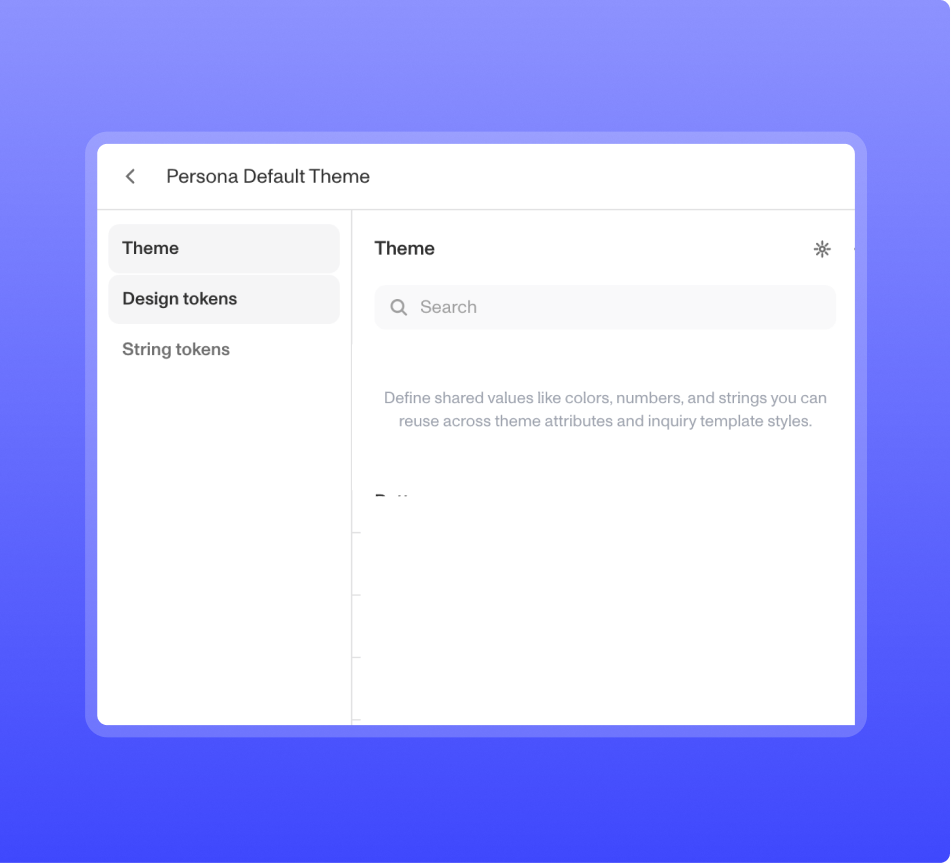 Persona Default Theme
Theme
Design tokens
String tokens
Theme
Search
Define shared values like colors, numbers, and strings you can
reuse across theme attributes and inquiry template styles.